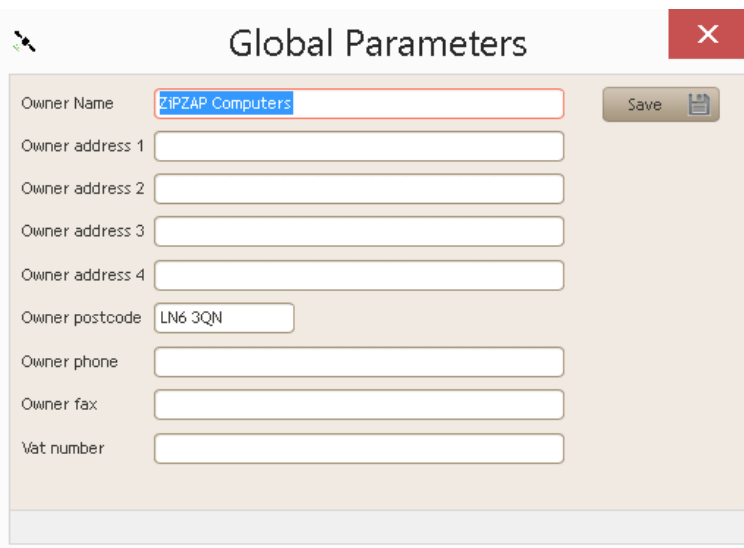 Global Parameters
Owner Name ZiPZAP Computers Save
Owner address 1
Owner address 2
Owner address 3
Owner address 4
Owner postcode LN6 3QN
Owner phone
Owner fax
Vat number